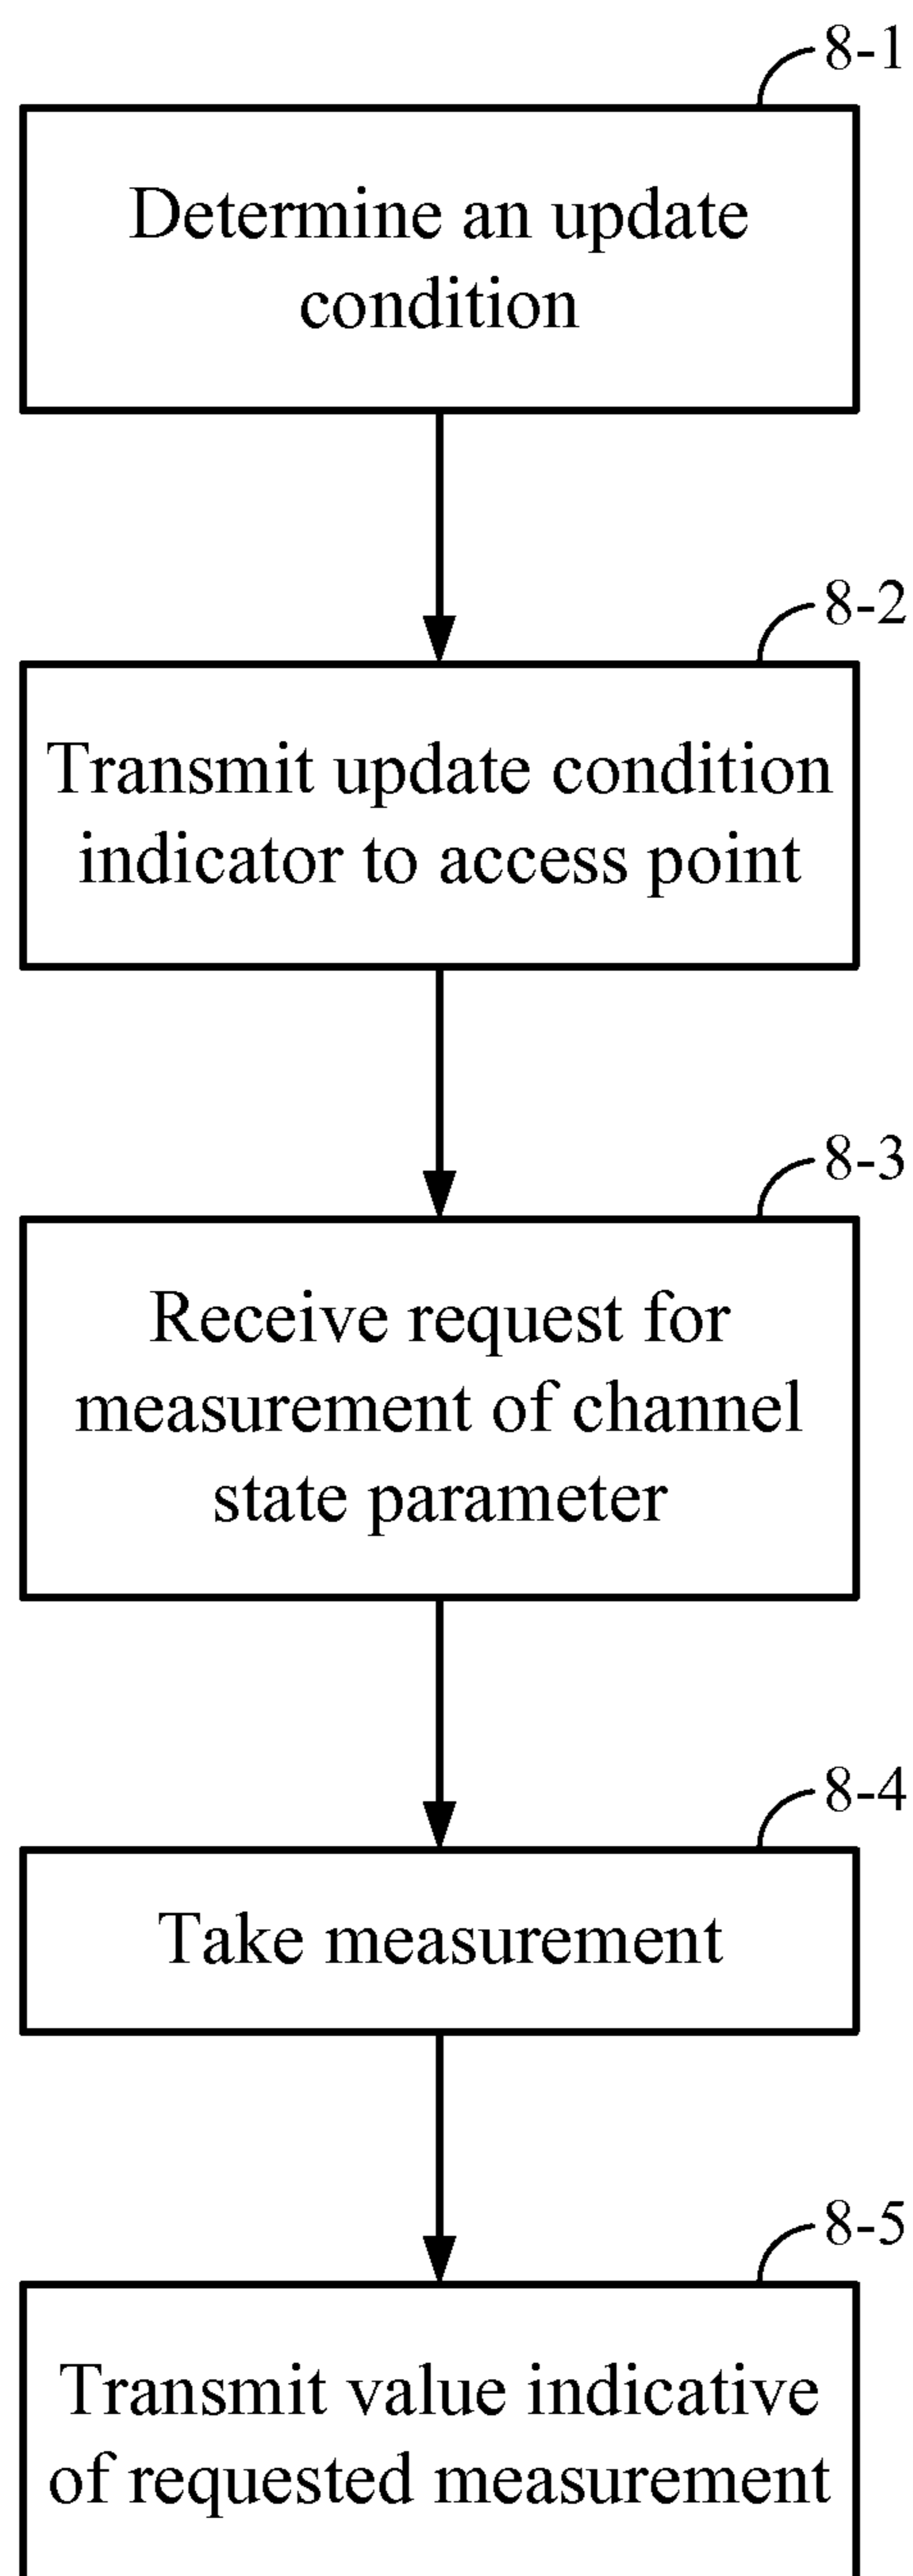 8-1
Determine an update
condition
8-2
Transmit update condition
indicator to access point
8-3
Receive request for
measurement of channel
state parameter
8-4
Take measurement
8-5
Transmit value indicative
of requested measurement